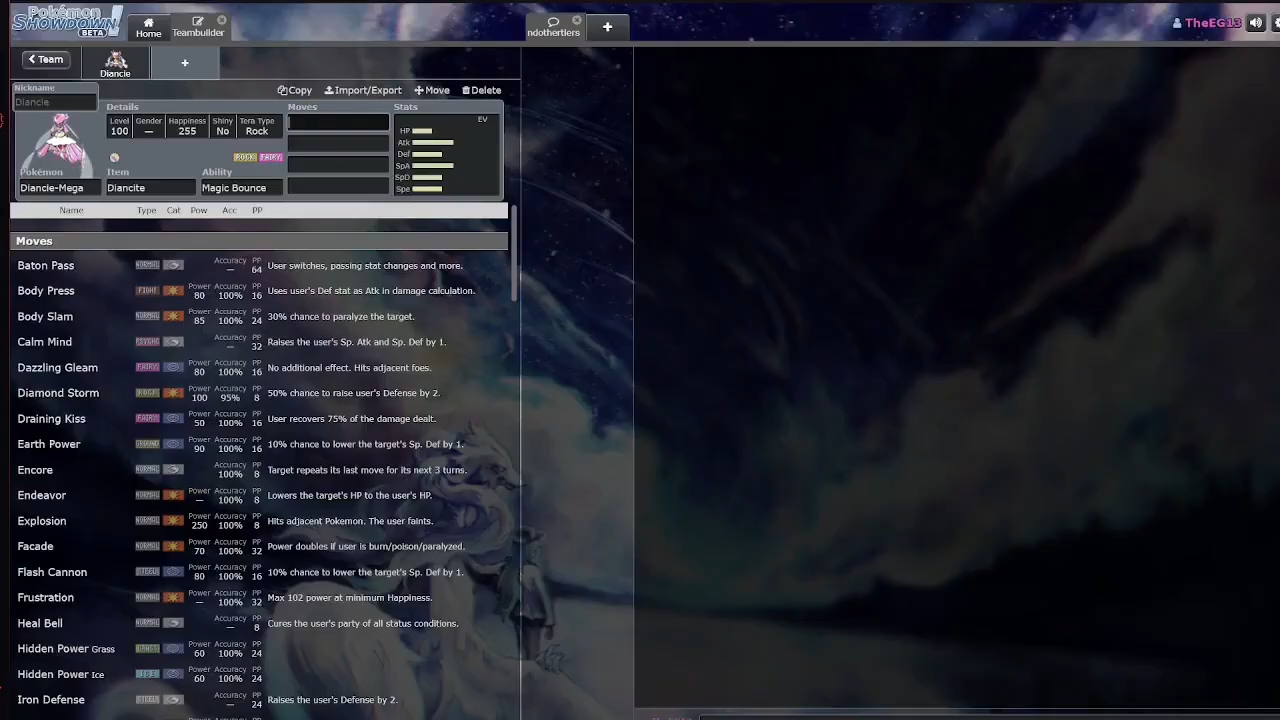 Pokémon
SHOWDOWN!
BETA
Home
Teambuilder
ndothertiers
+
TheEG13
< Team
Diancie
+
Copy Import/Export Move Delete
Nickname
Diancie
Details
Level Gender Happiness Shiny Tera Type
100 — 255 No Rock
ROCK FAIRY
Pokémon Item Ability
Diancie-Mega Diancite Magic Bounce
Moves
Stats
EV
HP
Atk
Def
SpA
SpD
Spe
Name Type Cat Pow Acc PP
Moves
Baton Pass NORMAL Accuracy — PP 64 User switches, passing stat changes and more.
Body Press FIGHT Power 80 Accuracy 100% PP 16 Uses user's Def stat as Atk in damage calculation.
Body Slam NORMAL Power 85 Accuracy 100% PP 24 30% chance to paralyze the target.
Calm Mind PSYCHC Accuracy — PP 32 Raises the user's Sp. Atk and Sp. Def by 1.
Dazzling Gleam FAIRY Power 80 Accuracy 100% PP 16 No additional effect. Hits adjacent foes.
Diamond Storm ROCK Power 100 Accuracy 95% PP 8 50% chance to raise user's Defense by 2.
Draining Kiss FAIRY Power 50 Accuracy 100% PP 16 User recovers 75% of the damage dealt.
Earth Power GROUND Power 90 Accuracy 100% PP 16 10% chance to lower the target's Sp. Def by 1.
Encore NORMAL Accuracy 100% PP 8 Target repeats its last move for its next 3 turns.
Endeavor NORMAL Power — Accuracy 100% PP 8 Lowers the target's HP to the user's HP.
Explosion NORMAL Power 250 Accuracy 100% PP 8 Hits adjacent Pokemon. The user faints.
Facade NORMAL Power 70 Accuracy 100% PP 32 Power doubles if user is burn/poison/paralyzed.
Flash Cannon STEEL Power 80 Accuracy 100% PP 16 10% chance to lower the target's Sp. Def by 1.
Frustration NORMAL Power — Accuracy 100% PP 32 Max 102 power at minimum Happiness.
Heal Bell NORMAL Accuracy — PP 8 Cures the user's party of all status conditions.
Hidden Power Grass GRASS Power 60 Accuracy 100% PP 24
Hidden Power Ice ICE Power 60 Accuracy 100% PP 24
Iron Defense STEEL Accuracy — PP 24 Raises the user's Defense by 2.